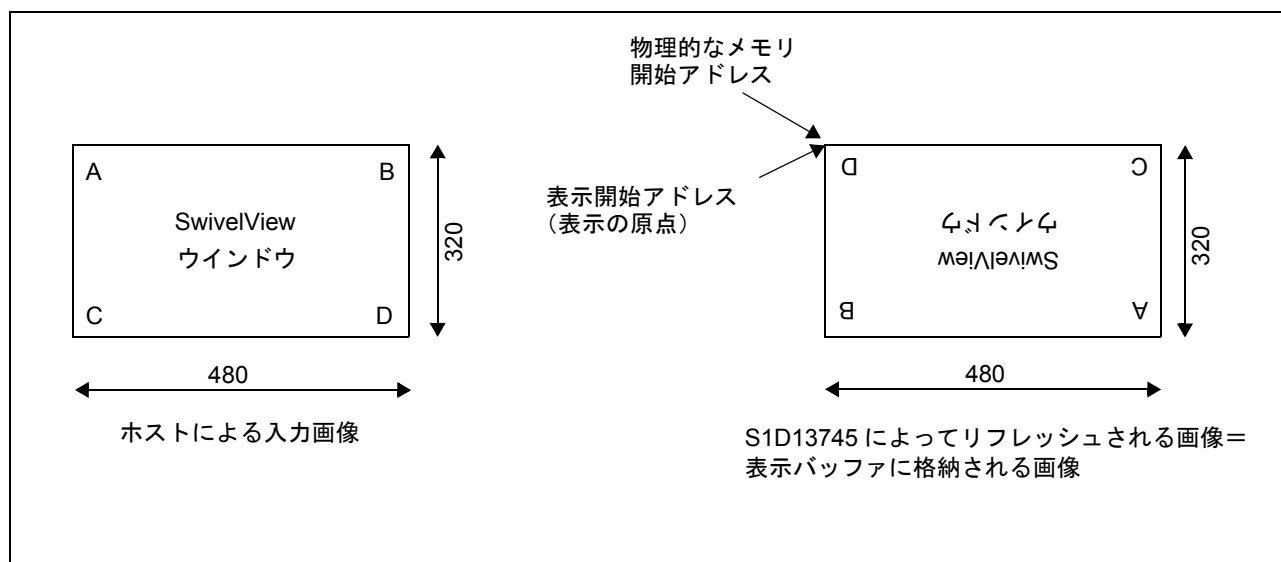 物理的なメモリ
開始アドレス
表示開始アドレス
（表示の原点）
A
B
SwivelView
ウインドウ
C
D
320
480
ホストによる入力画像
D
C
ウインドウ
SwivelView
B
A
320
480
S1D13745 によってリフレッシュされる画像＝
表示バッファに格納される画像